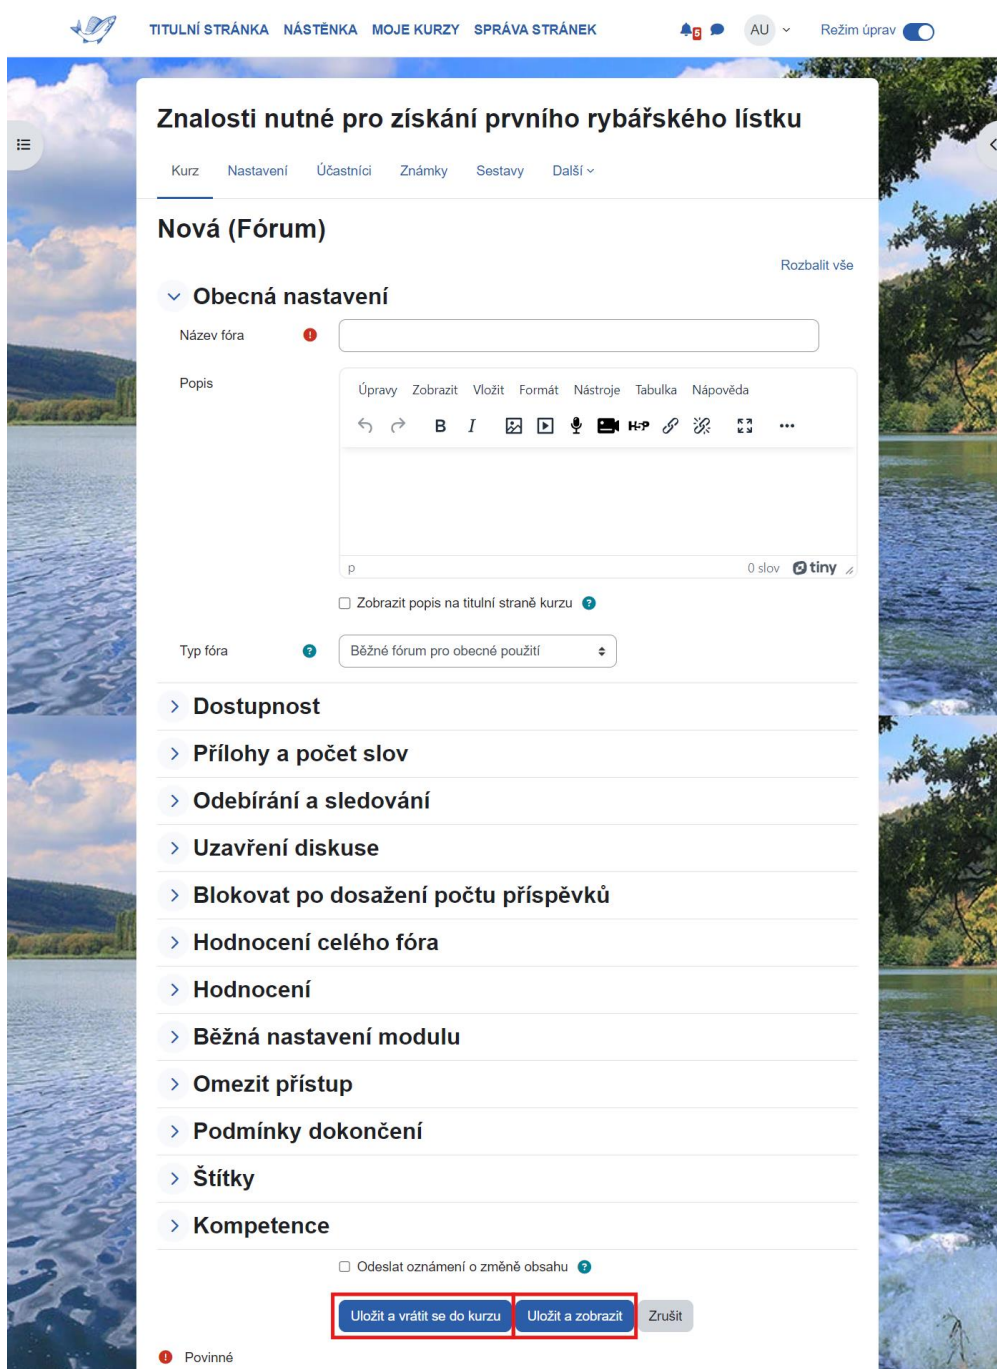 TITULNÍ STRÁNKA NÁSTĚNKA MOJE KURZY SPRÁVA STRÁNEK 5 AU Režim úprav
Znalosti nutné pro získání prvního rybářského lístku
Kurz Nastavení Účastníci Známky Sestavy Další
Nová (Fórum)
Rozbalit vše
Obecná nastavení
Název fóra
Popis
Úpravy Zobrazit Vložit Formát Nástroje Tabulka Nápověda
B I H5P
p 0 slov tiny
Zobrazit popis na titulní straně kurzu
Typ fóra Běžné fórum pro obecné použití
Dostupnost
Přílohy a počet slov
Odebírání a sledování
Uzavření diskuse
Blokovat po dosažení počtu příspěvků
Hodnocení celého fóra
Hodnocení
Běžná nastavení modulu
Omezit přístup
Podmínky dokončení
Štítky
Kompetence
Odeslat oznámení o změně obsahu
Uložit a vrátit se do kurzu Uložit a zobrazit Zrušit
Povinné